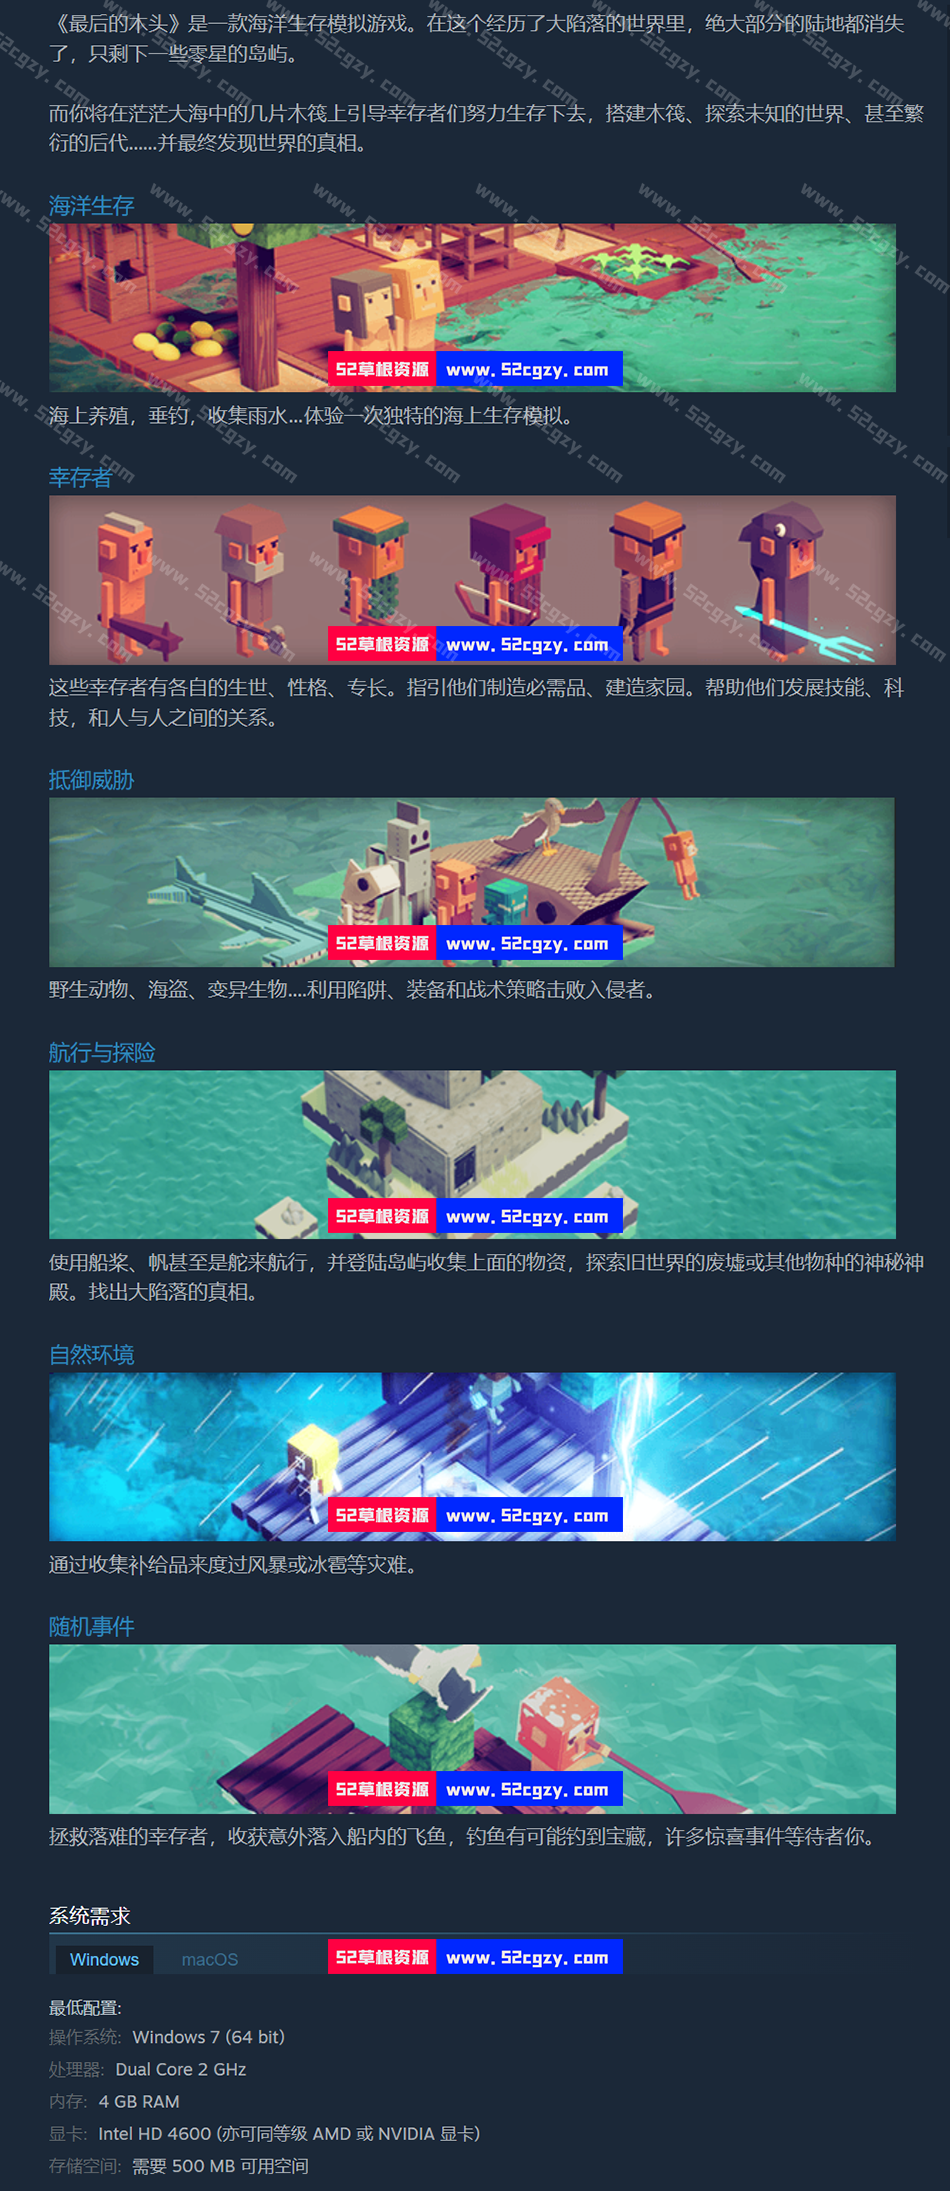 《最后的木头》是一款海洋生存模拟游戏。在这个经历了大陷落的世界里，绝大部分的陆地都消失
了，只剩下一些零星的岛屿。
而你将在茫茫大海中的几片木筏上引导幸存者们努力生存下去，搭建木筏、探索未知的世界、甚至繁
衍的后代......并最终发现世界的真相。
海洋生存
52草根资源 www.52cgzy.com
海上养殖，垂钓，收集雨水...体验一次独特的海上生存模拟。
幸存者
52草根资源 www.52cgzy.com
这些幸存者有各自的生世、性格、专长。指引他们制造必需品、建造家园。帮助他们发展技能、科
技，和人与人之间的关系。
抵御威胁
52草根资源 www.52cgzy.com
野生动物、海盗、变异生物....利用陷阱、装备和战术策略击败入侵者。
航行与探险
52草根资源 www.52cgzy.com
使用船桨、帆甚至是舵来航行，并登陆岛屿收集上面的物资，探索旧世界的废墟或其他物种的神秘神
殿。找出大陷落的真相。
自然环境
52草根资源 www.52cgzy.com
通过收集补给品来度过风暴或冰雹等灾难。
随机事件
52草根资源 www.52cgzy.com
拯救落难的幸存者，收获意外落入船内的飞鱼，钓鱼有可能钓到宝藏，许多惊喜事件等待者你。
系统需求
Windows macOS 52草根资源 www.52cgzy.com
最低配置:
操作系统: Windows 7 (64 bit)
处理器: Dual Core 2 GHz
内存: 4 GB RAM
显卡: Intel HD 4600 (亦可同等级 AMD 或 NVIDIA 显卡)
存储空间: 需要 500 MB 可用空间